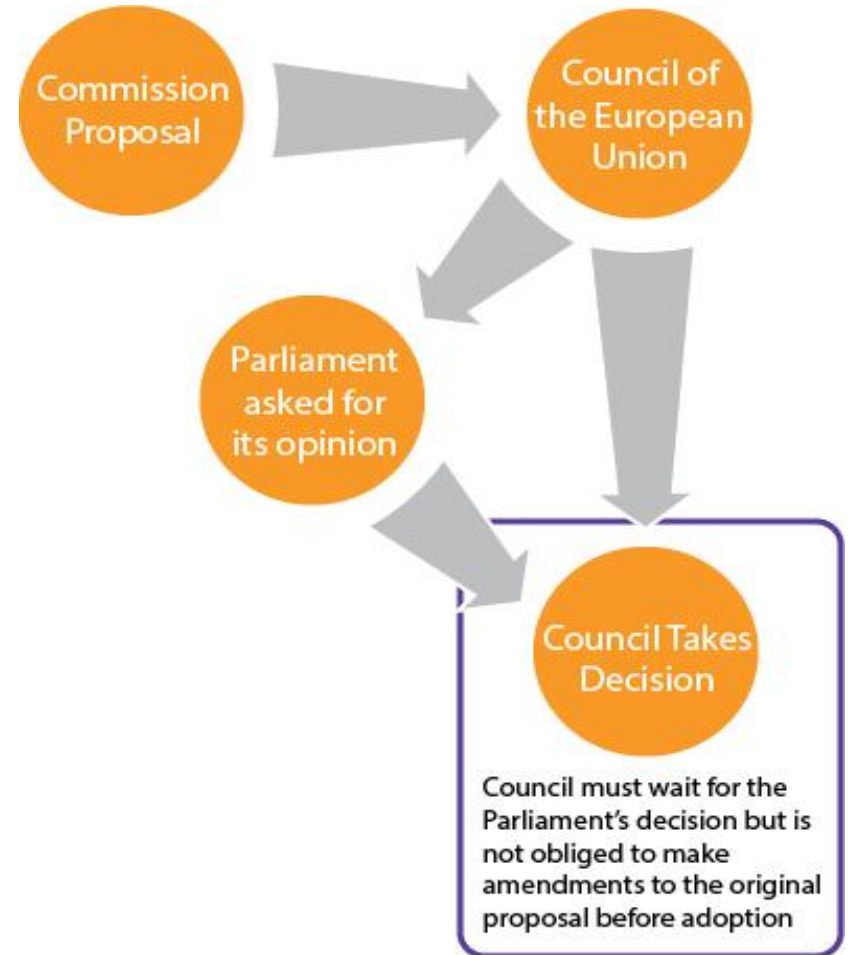 Commission
Proposal
Council of
the European
Union
Parliament
asked for
its opinion
Council Takes
Decision
Council must wait for the
Parliament's decision but is
not obliged to make
amendments to the original
proposal before adoption